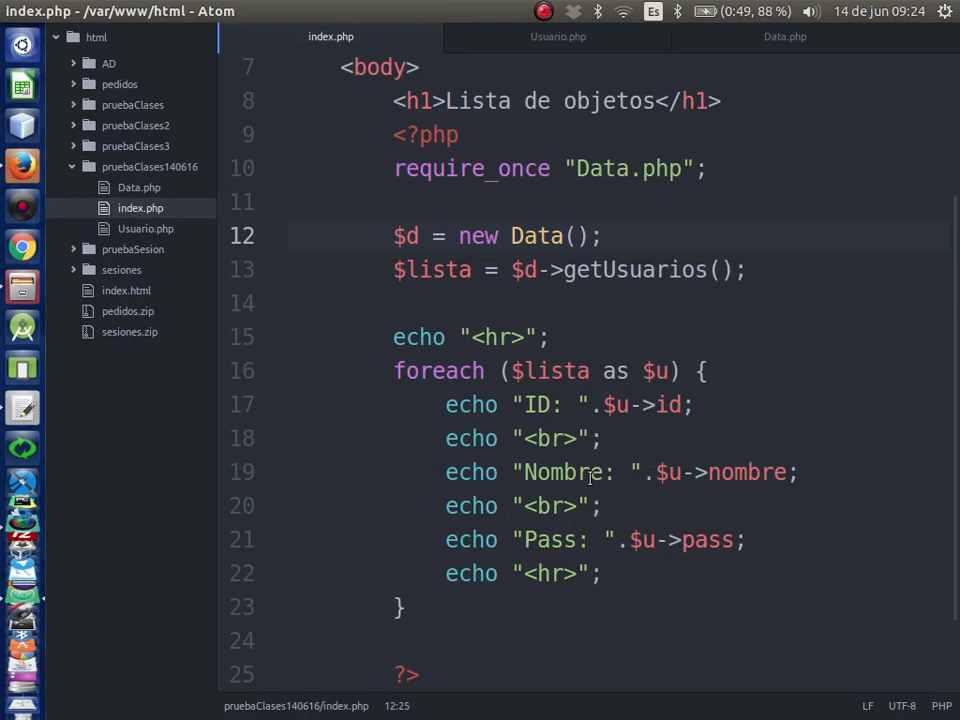 index.php - /var/www/html - Atom
Es
(0:49, 88 %)
14 de jun 09:24
html
AD
pedidos
pruebaClases
pruebaClases2
pruebaClases3
pruebaClases140616
Data.php
index.php
Usuario.php
pruebaSesion
sesiones
index.html
pedidos.zip
sesiones.zip
index.php
Usuario.php
Data.php
7 <body>
8 <h1>Lista de objetos</h1>
9 <?php
10 require_once "Data.php";
11
12 $d = new Data();
13 $lista = $d->getUsuarios();
14
15 echo "<hr>";
16 foreach ($lista as $u) {
17 echo "ID: ".$u->id;
18 echo "<br>";
19 echo "Nombre: ".$u->nombre;
20 echo "<br>";
21 echo "Pass: ".$u->pass;
22 echo "<hr>";
23 }
24
25 ?>
pruebaClases140616/index.php 12:25
LF UTF-8 PHP